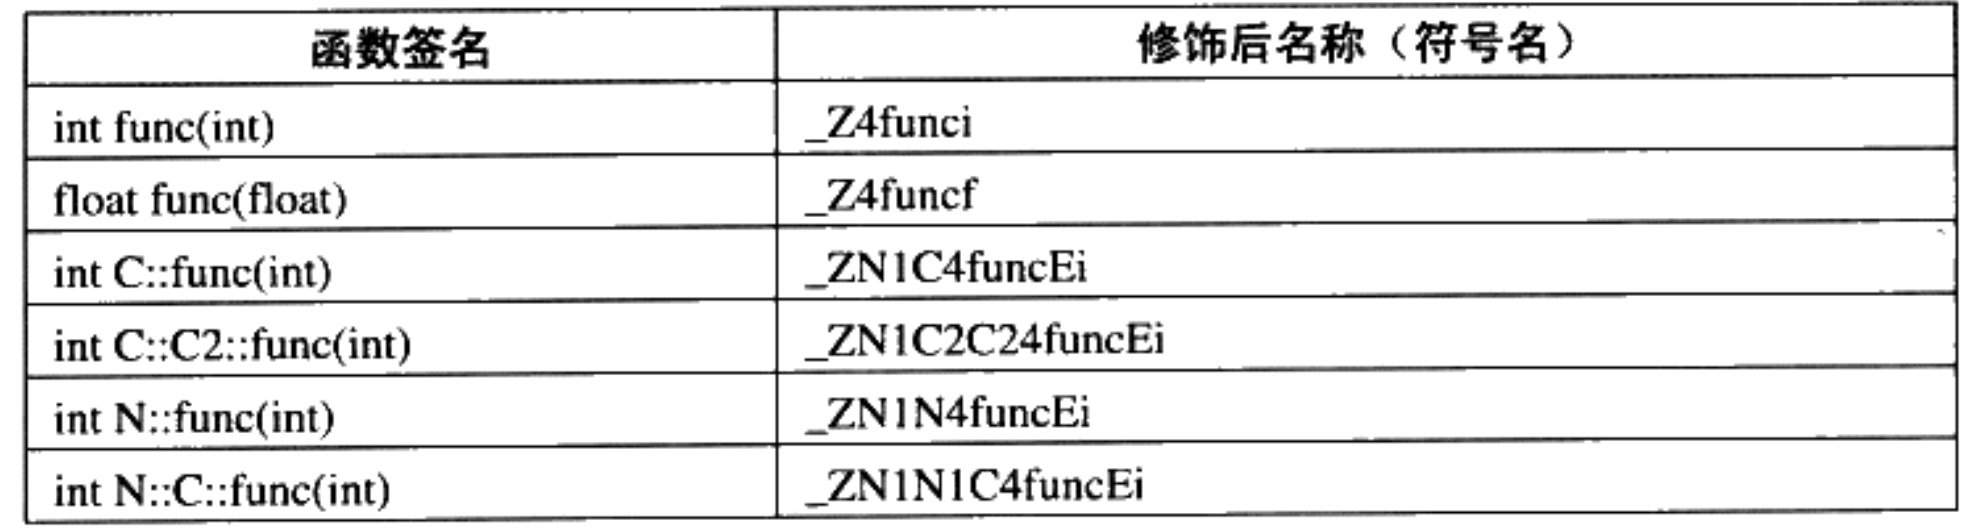 函数签名 修饰后名称（符号名）
int func(int) _Z4funci
float func(float) _Z4funcf
int C::func(int) _ZN1C4funcEi
int C::C2::func(int) _ZN1C2C24funcEi
int N::func(int) _ZN1N4funcEi
int N::C::func(int) _ZN1N1C4funcEi